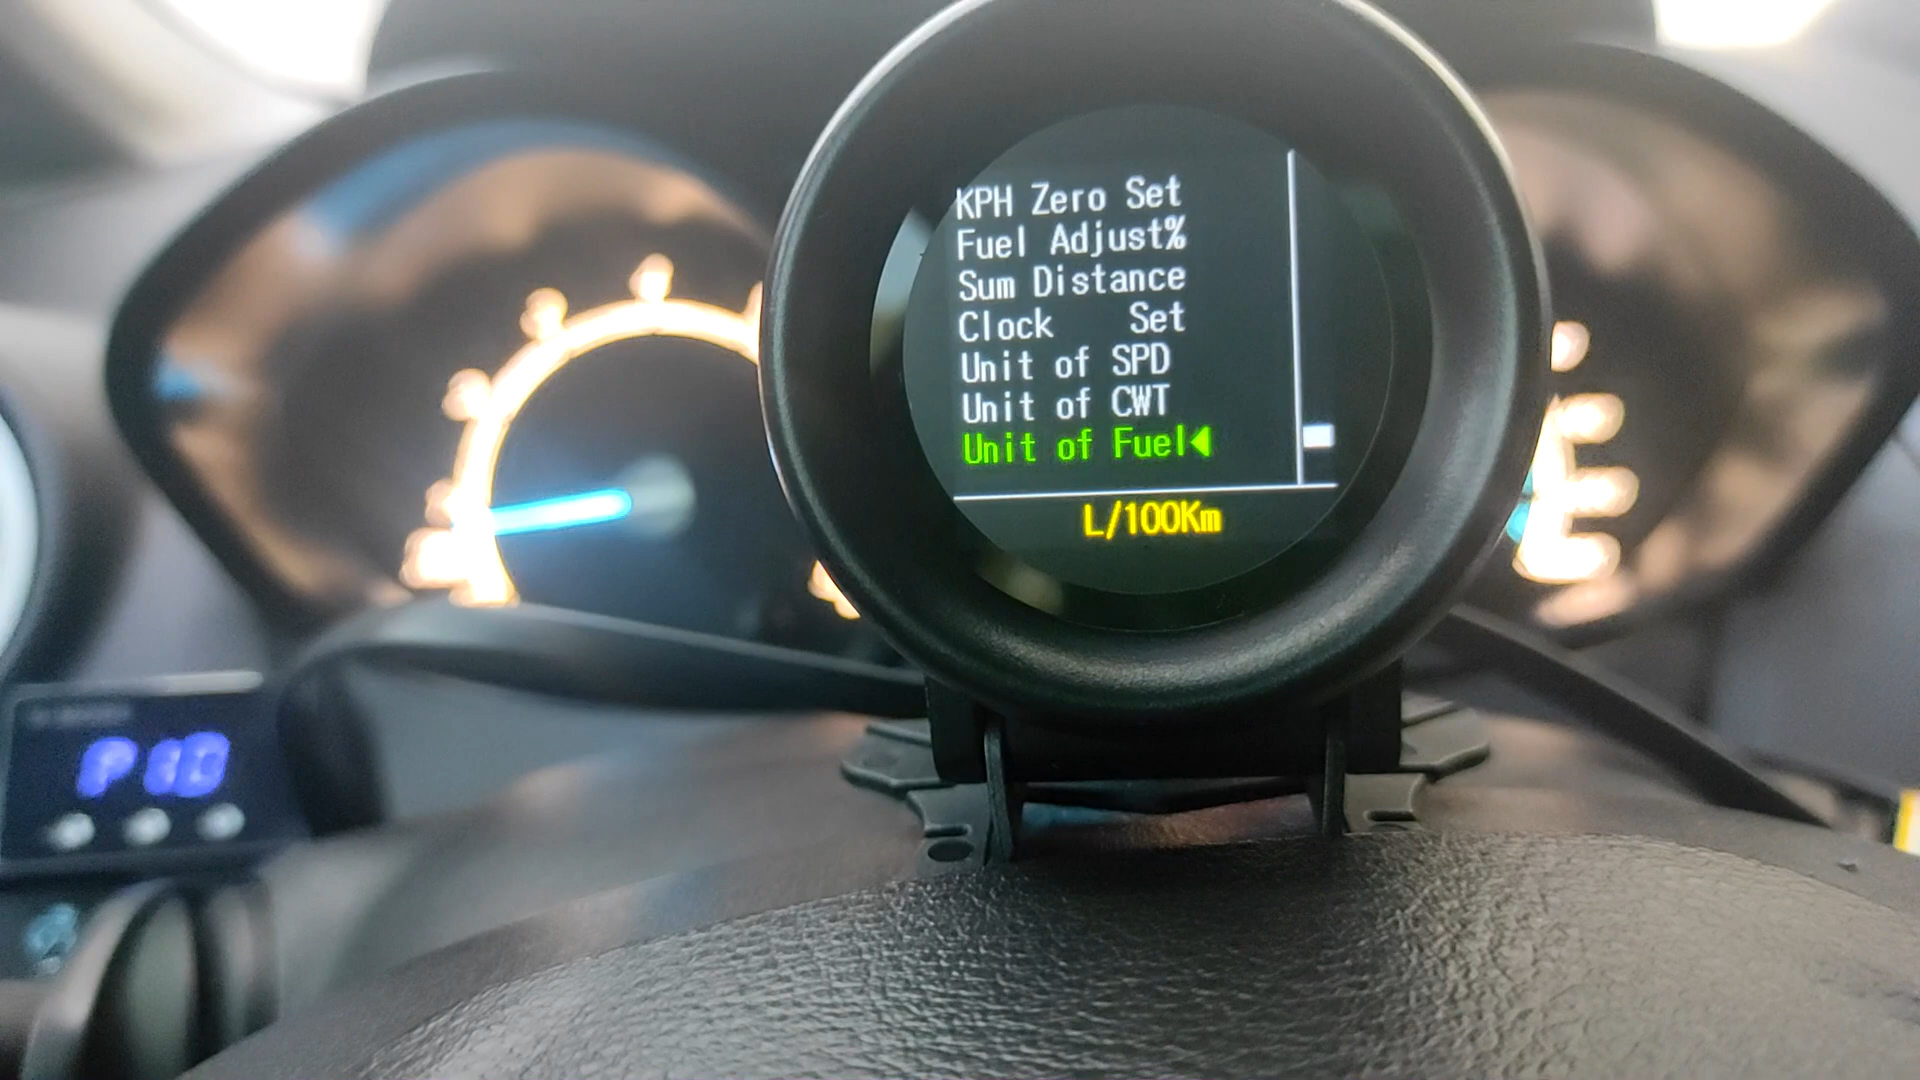 KPH Zero Set
Fuel Adjust%
Sum Distance
Clock Set
Unit of SPD
Unit of CWT
Unit of Fuel
L/100Km